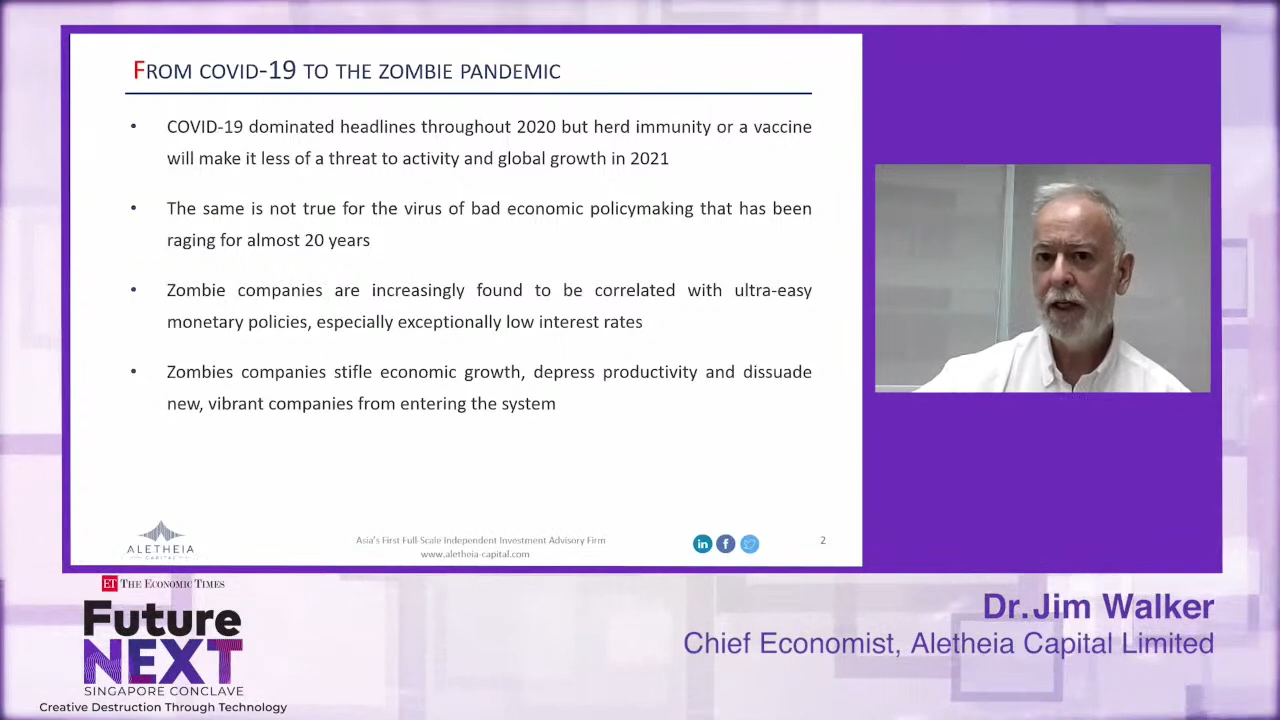 FROM COVID-19 TO THE ZOMBIE PANDEMIC
• COVID-19 dominated headlines throughout 2020 but herd immunity or a vaccine
will make it less of a threat to activity and global growth in 2021
• The same is not true for the virus of bad economic policymaking that has been
raging for almost 20 years
• Zombie companies are increasingly found to be correlated with ultra-easy
monetary policies, especially exceptionally low interest rates
• Zombies companies stifle economic growth, depress productivity and dissuade
new, vibrant companies from entering the system
ALETHEIA
CAPITAL
Asia's First Full-Scale Independent Investment Advisory Firm
www.aletheia-capital.com
in f
2
ET THE ECONOMIC TIMES
Future
NEXT
SINGAPORE CONCLAVE
Creative Destruction Through Technology
Dr. Jim Walker
Chief Economist, Aletheia Capital Limited